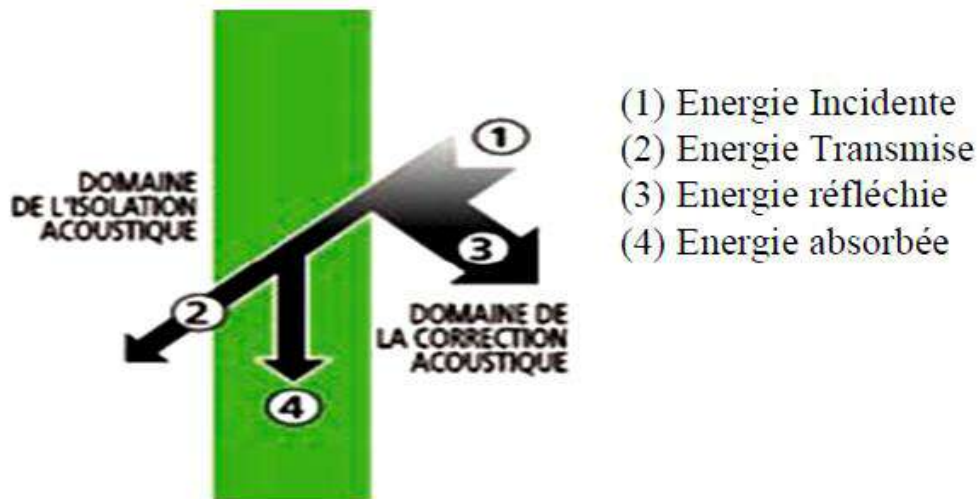 (1) Energie Incidente
(2) Energie Transmise
(3) Energie réfléchie
(4) Energie absorbée
1
DOMAINE
DE L'ISOLATION
ACOUSTIQUE
3
2
DOMAINE DE
LA CORRECTION
ACOUSTIQUE
4